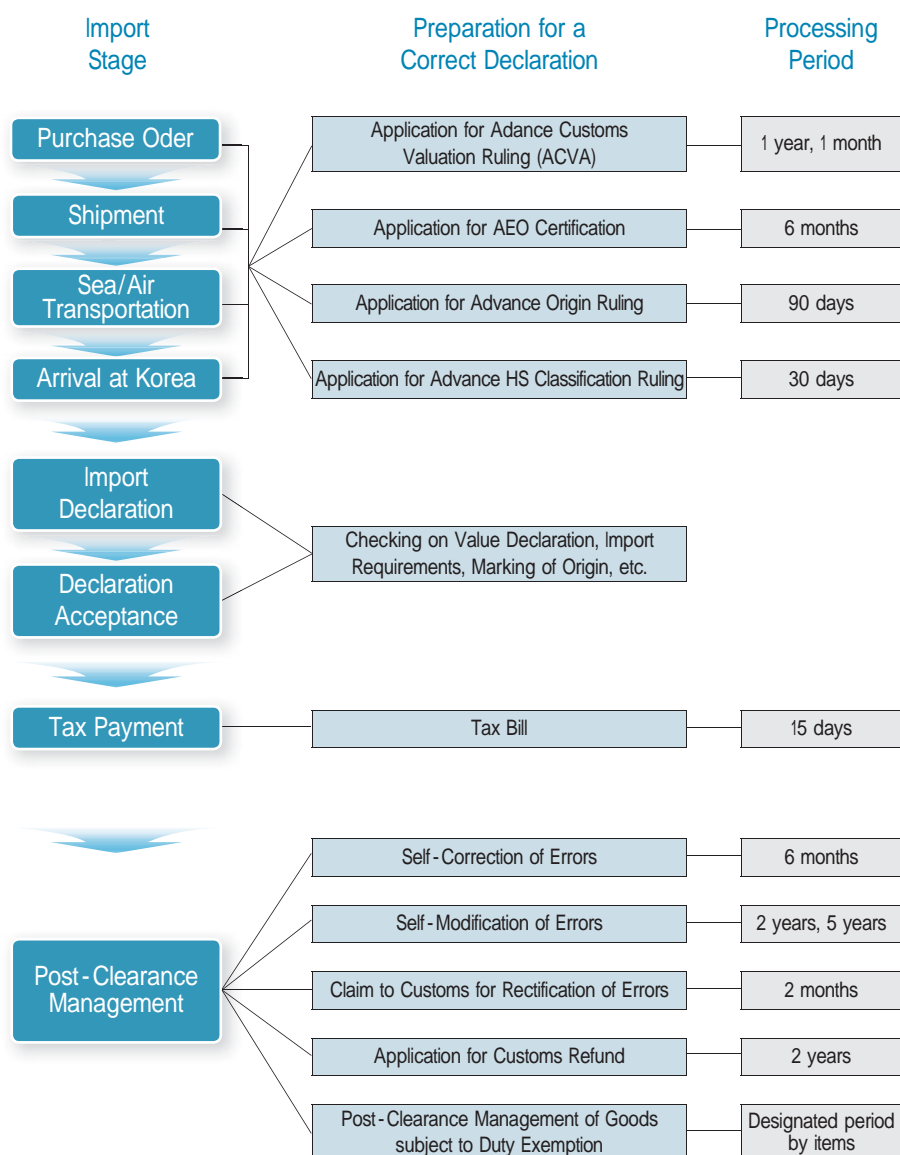 Import
Stage
Preparation for a
Correct Declaration
Processing
Period
Purchase Oder
Application for Adance Customs
Valuation Ruling (ACVA)
1 year, 1 month
Shipment
Application for AEO Certification
6 months
Sea/Air
Transportation
Application for Advance Origin Ruling
90 days
Arrival at Korea
Application for Advance HS Classification Ruling
30 days
Import
Declaration
Checking on Value Declaration, Import
Requirements, Marking of Origin, etc.
Declaration
Acceptance
Tax Payment
Tax Bill
15 days
Self-Correction of Errors
6 months
Self-Modification of Errors
2 years, 5 years
Post-Clearance
Management
Claim to Customs for Rectification of Errors
2 months
Application for Customs Refund
2 years
Post-Clearance Management of Goods
subject to Duty Exemption
Designated period
by items